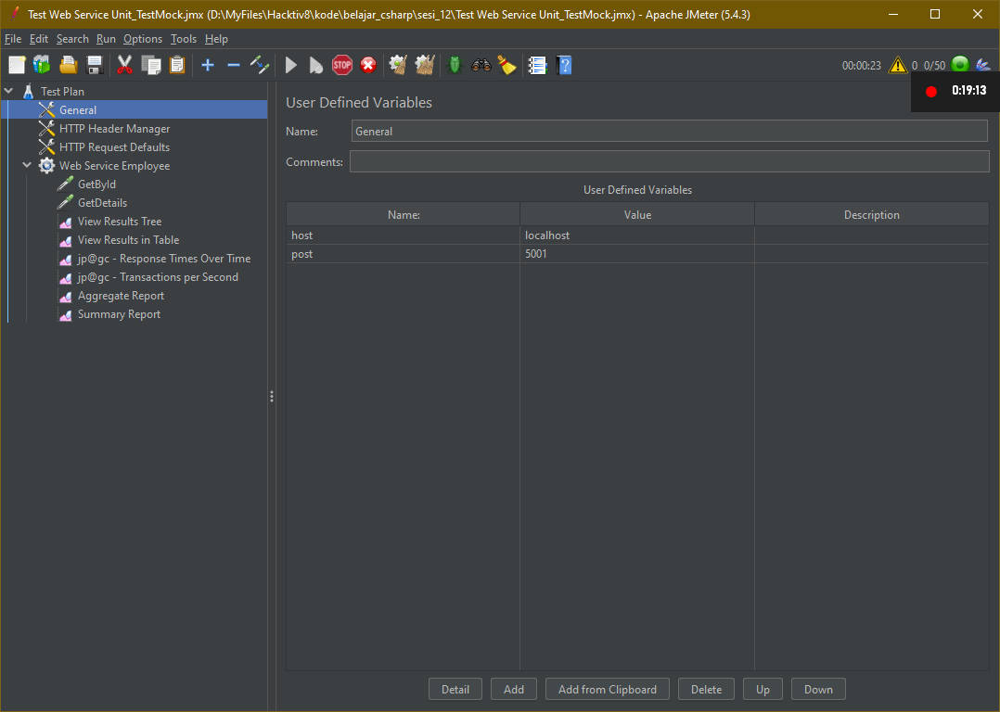 Test Web Service Unit_TestMock.jmx (D:\MyFiles\Hacktiv8\kode\belajar_csharp\sesi_12\Test Web Service Unit_TestMock.jmx) - Apache JMeter (5.4.3)
File Edit Search Run Options Tools Help
STOP
00:00:23 0 0/50
0:19:13
Test Plan
General
HTTP Header Manager
HTTP Request Defaults
Web Service Employee
GetById
GetDetails
View Results Tree
View Results in Table
jp@gc - Response Times Over Time
jp@gc - Transactions per Second
Aggregate Report
Summary Report
User Defined Variables
Name: General
Comments:
User Defined Variables
Name: Value Description
host localhost
post 5001
Detail Add Add from Clipboard Delete Up Down